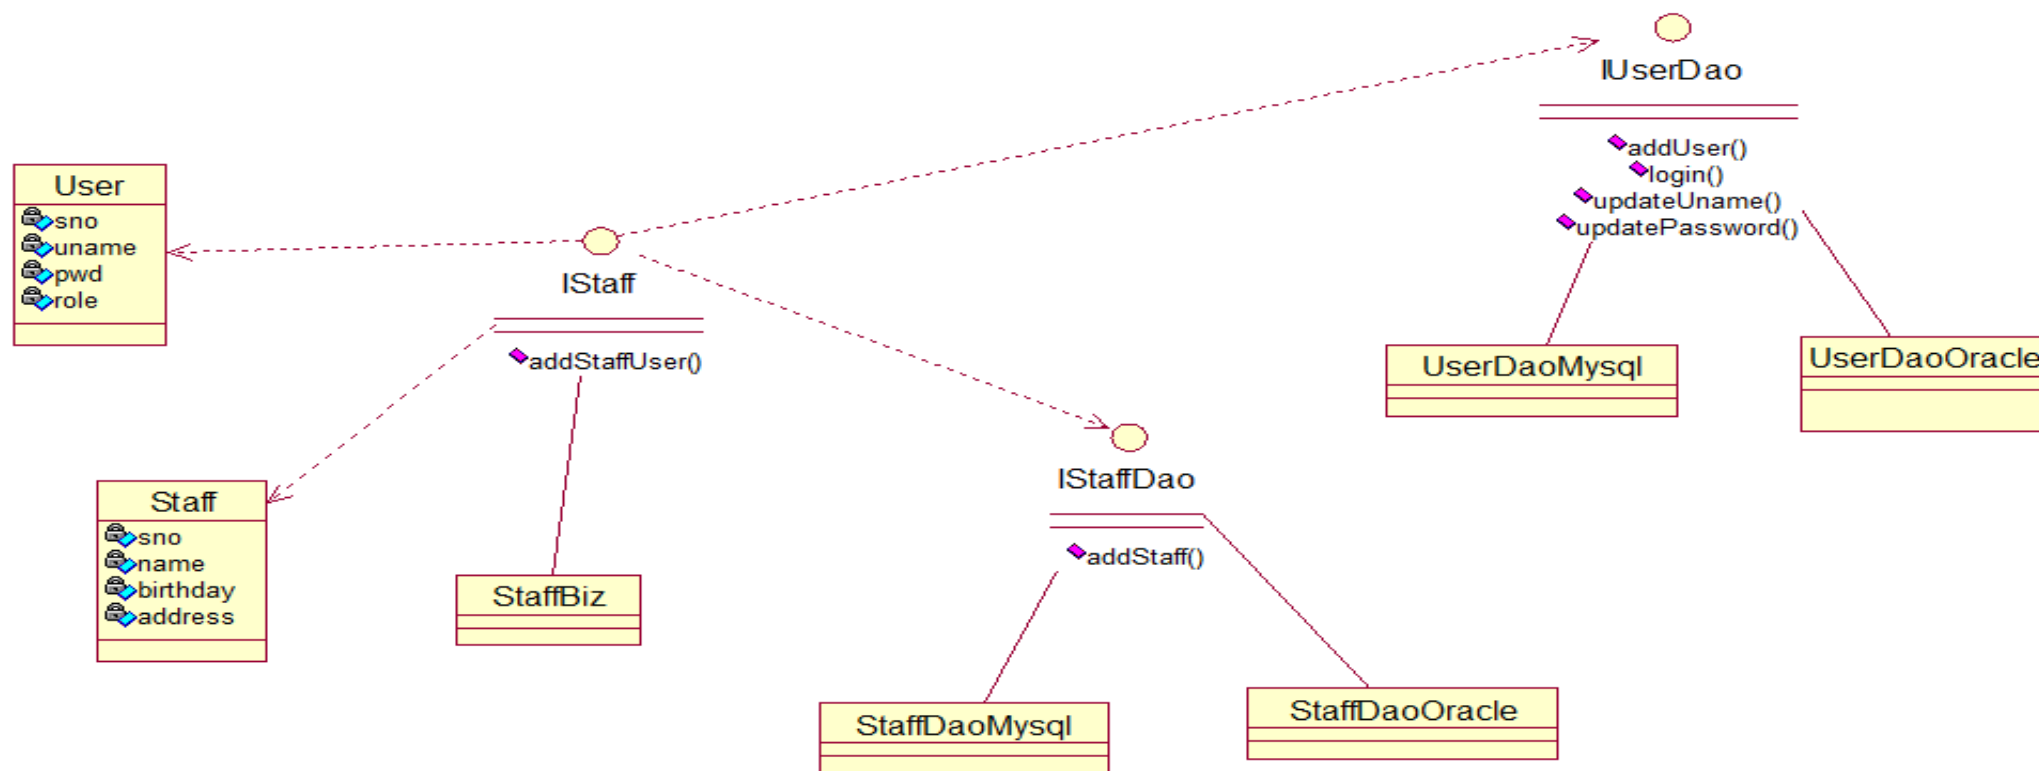 IUserDao
addUser()
login()
updateUname()
updatePassword()
User
sno
uname
pwd
role
IStaff
addStaffUser()
UserDaoMysql
UserDaoOracle
Staff
sno
name
birthday
address
StaffBiz
IStaffDao
addStaff()
StaffDaoMysql
StaffDaoOracle